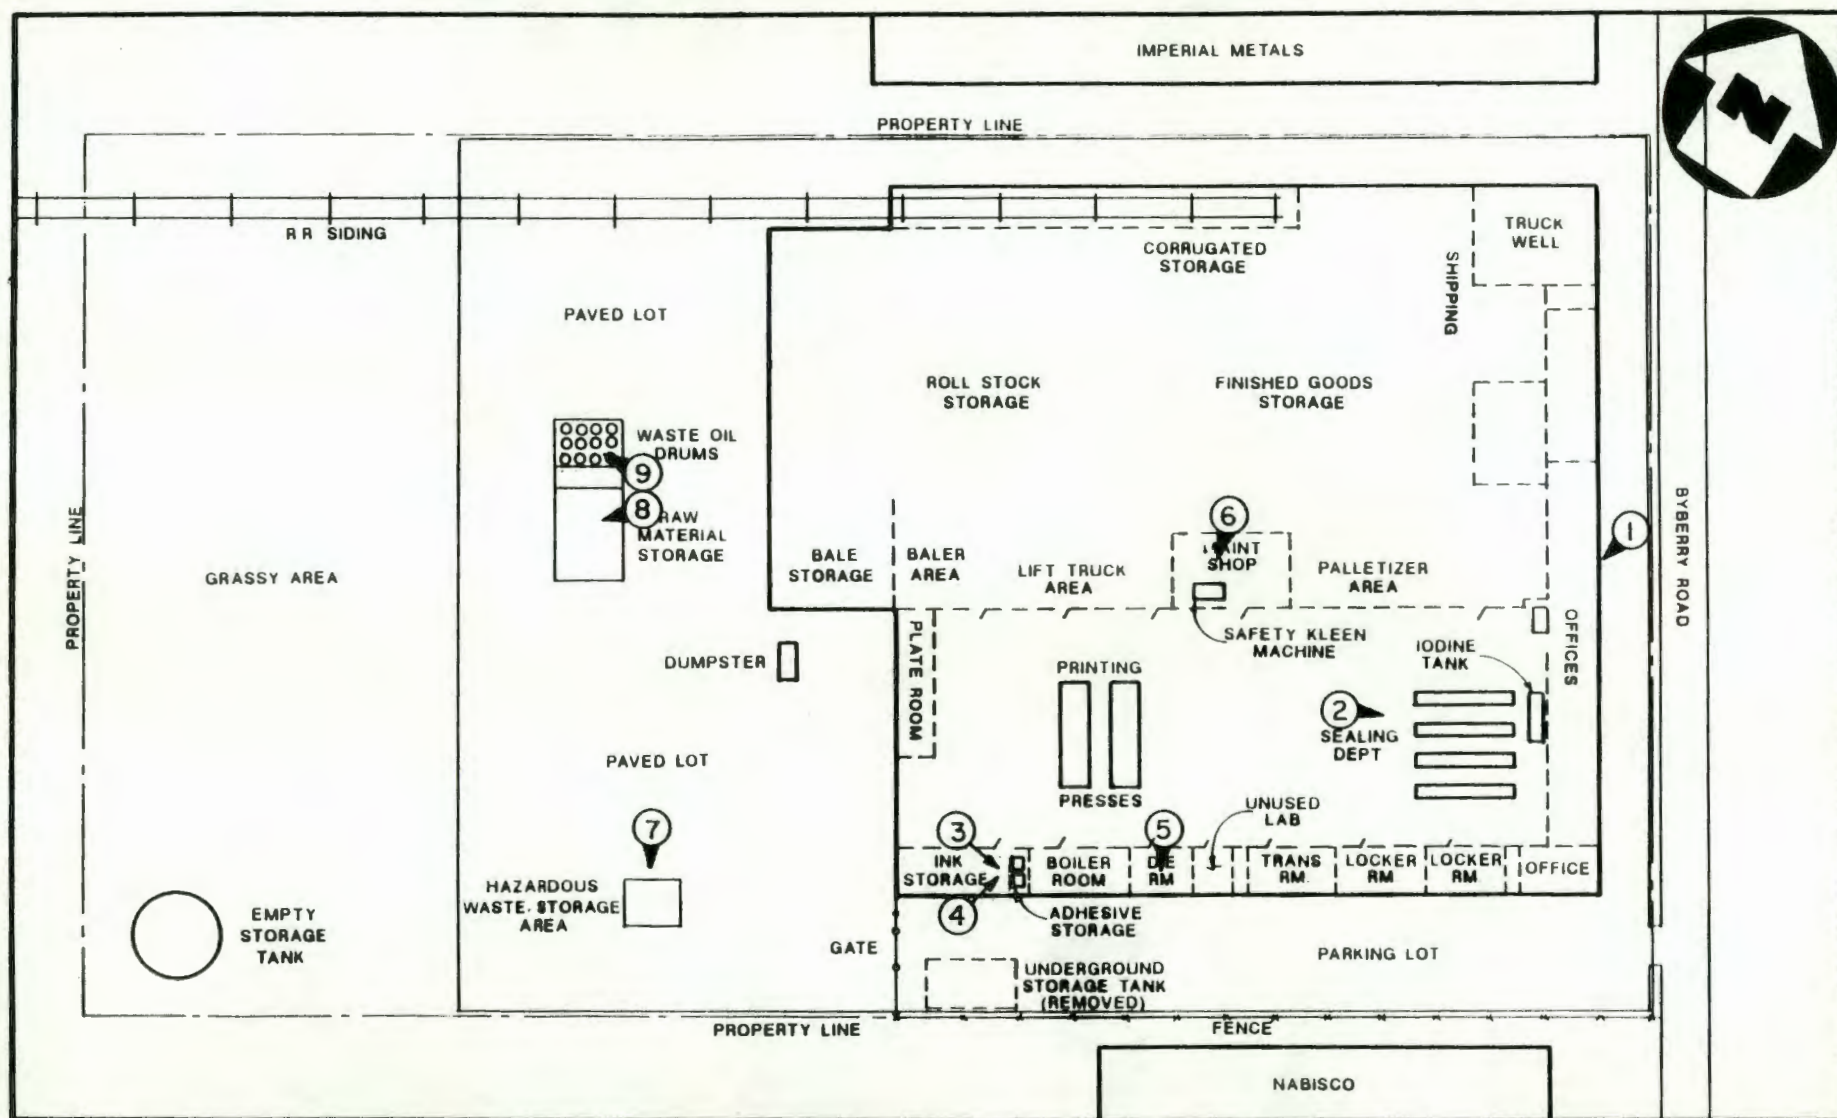 IMPERIAL METALS
N
PROPERTY LINE
R R SIDING
CORRUGATED
STORAGE
TRUCK
WELL
SHIPPING
PAVED LOT
ROLL STOCK
STORAGE
FINISHED GOODS
STORAGE
WASTE OIL
DRUMS
9
8
RAW
MATERIAL
STORAGE
PROPERTY LINE
GRASSY AREA
BALE
STORAGE
BALER
AREA
LIFT TRUCK
AREA
6
MAINT
SHOP
PALLETIZER
AREA
1
BYBERRY ROAD
OFFICES
SAFETY KLEEN
MACHINE
IODINE
TANK
DUMPSTER
PLATE ROOM
PRINTING
PRESSES
2
SEALING
DEPT
PAVED LOT
UNUSED
LAB
7
3
5
INK
STORAGE
BOILER
ROOM
DIE
RM
TRANS
RM.
LOCKER
RM
LOCKER
RM
OFFICE
4
ADHESIVE
STORAGE
HAZARDOUS
WASTE STORAGE
AREA
EMPTY
STORAGE
TANK
GATE
PARKING LOT
UNDERGROUND
STORAGE TANK
(REMOVED)
PROPERTY LINE
FENCE
NABISCO